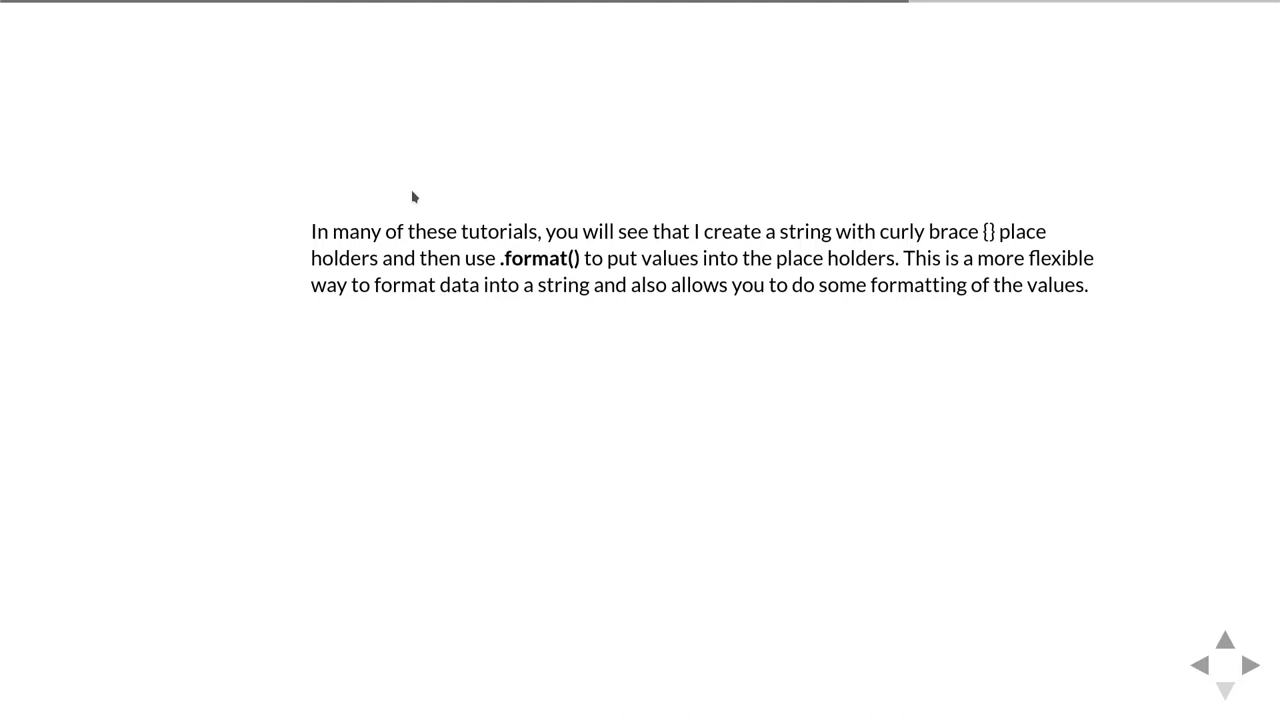 In many of these tutorials, you will see that I create a string with curly brace {} place
holders and then use .format() to put values into the place holders. This is a more flexible
way to format data into a string and also allows you to do some formatting of the values.